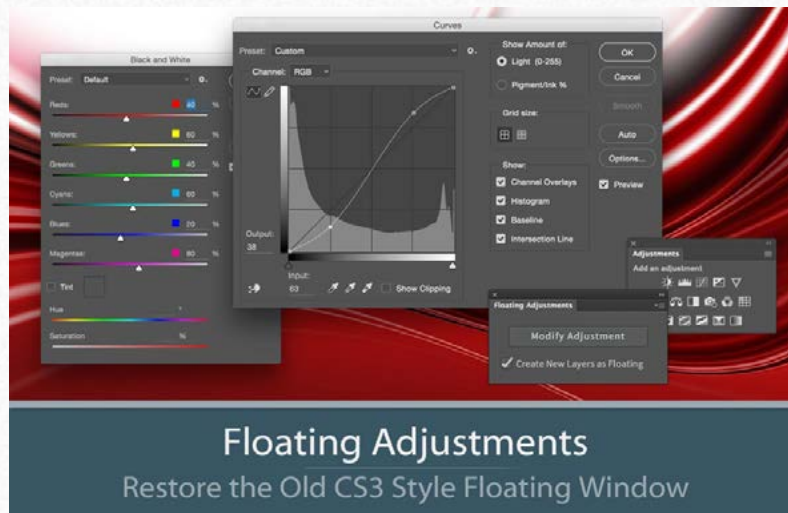 Black and White
Preset: Default
Reds: 40 %
Yellows: 60 %
Greens: 40 %
Cyans: 60 %
Blues: 20 %
Magentas: 80 %
Tint
Hue
Saturation %
Curves
Preset: Custom
Channel: RGB
Output:
38
Input:
63
Show Clipping
Show Amount of:
Light (0-255)
Pigment/Ink %
Grid size:
Show:
Channel Overlays
Histogram
Baseline
Intersection Line
OK
Cancel
Smooth
Auto
Options...
Preview
Adjustments
Add an adjustment
Floating Adjustments
Modify Adjustment
Create New Layers as Floating
Floating Adjustments
Restore the Old CS3 Style Floating Window